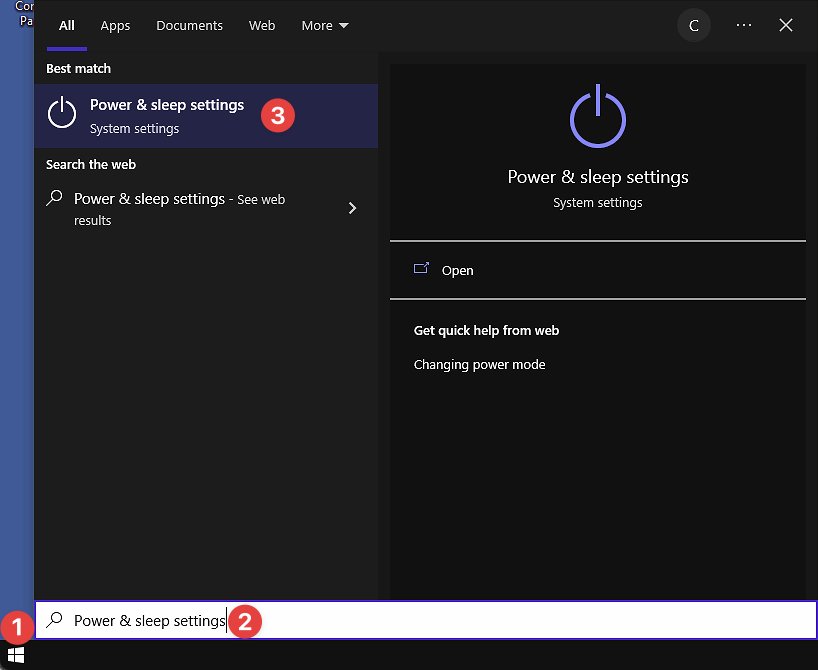 Co
Pa
All Apps Documents Web More C ...
Best match
Power & sleep settings
System settings
3
Search the web
Power & sleep settings - See web
results
Power & sleep settings
System settings
Open
Get quick help from web
Changing power mode
1
Power & sleep settings
2